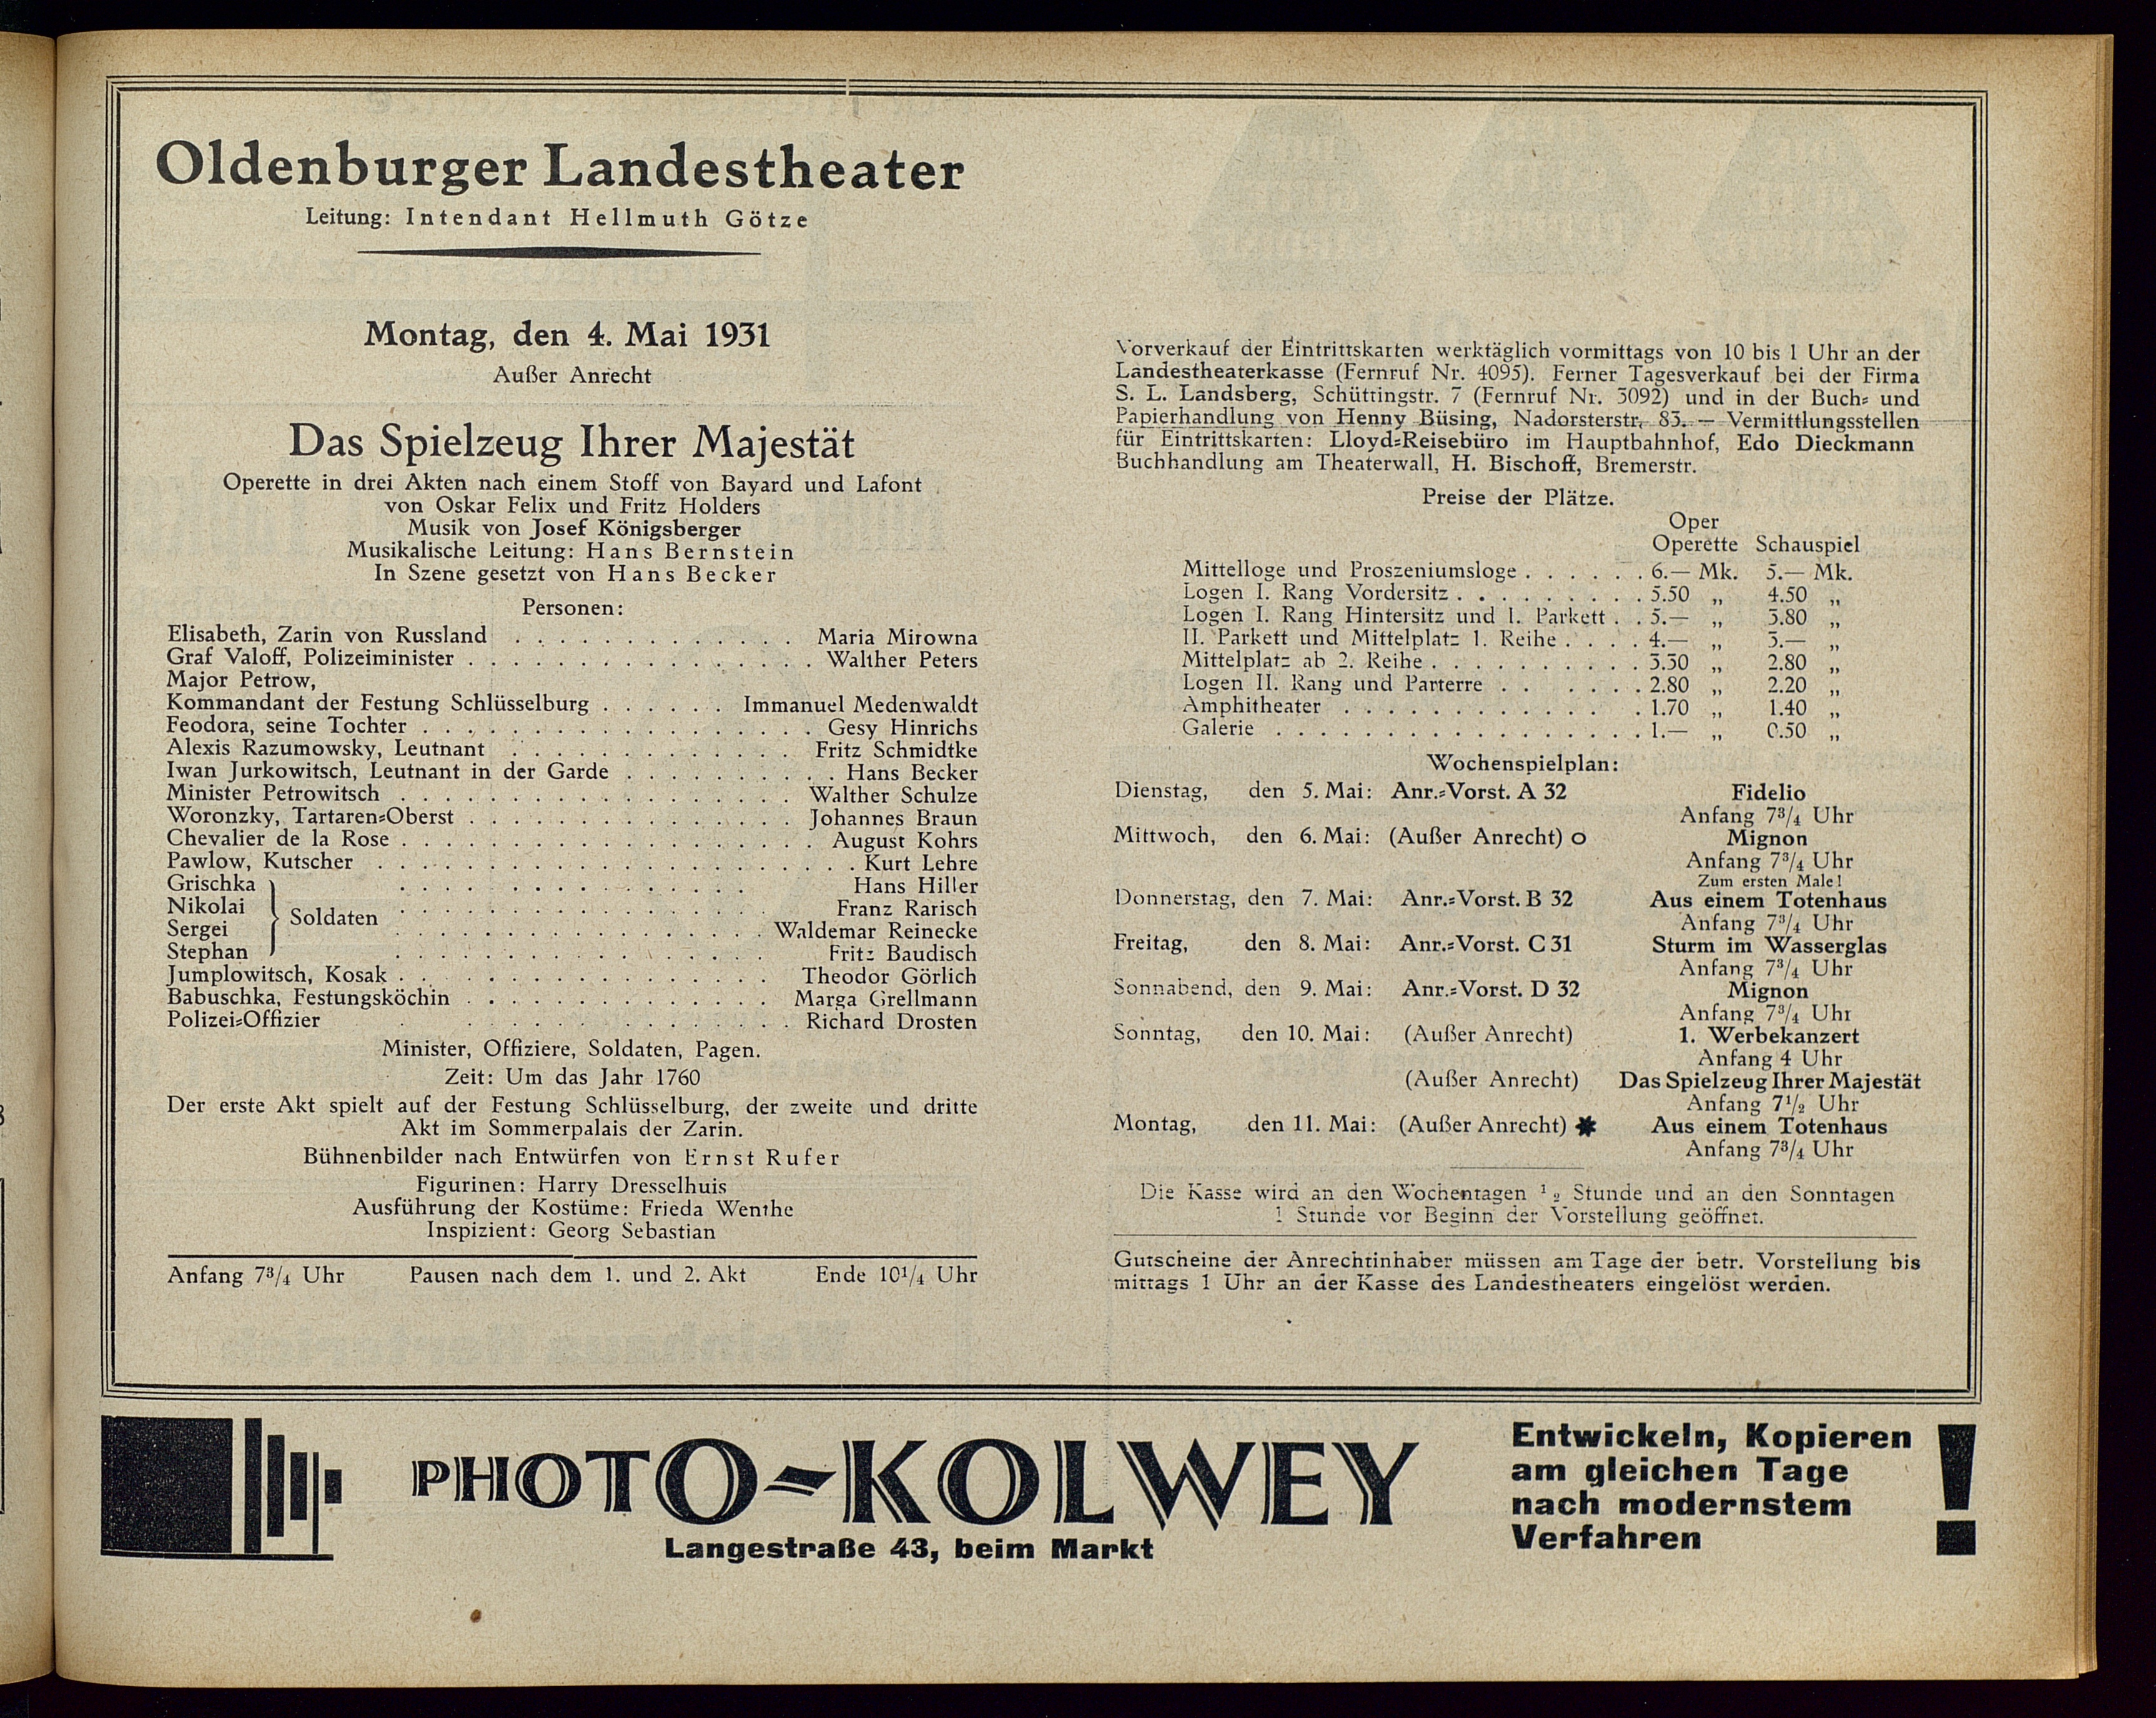 Oldenburger Landestheater
Leitung: Intendant Hellmuth Götze
Montag, den 4. Mai 1931
Außer Anrecht
Das Spielzeug Ihrer Majestät
Operette in drei Akten nach einem Stoff von Bayard und Lafont
von Oskar Felix und Fritz Holders
Musik von Josef Königsberger
Musikalische Leitung: Hans Bernstein
In Szene gesetzt von Hans Becker
Personen:
Elisabeth, Zarin von Russland . . . . . . . . . . . . . Maria Mirowna
Graf Valoff, Polizeiminister . . . . . . . . . . . . . . . . Walther Peters
Major Petrow,
Kommandant der Festung Schlüsselburg . . . . . . Immanuel Medenwaldt
Feodora, seine Tochter . . . . . . . . . . . . . . . . . . Gesy Hinrichs
Alexis Razumowsky, Leutnant . . . . . . . . . . . . . . Fritz Schmidtke
Iwan Jurkowitsch, Leutnant in der Garde . . . . . . . . . . Hans Becker
Minister Petrowitsch . . . . . . . . . . . . . . . . . . Walther Schulze
Woronzky, Tartaren-Oberst . . . . . . . . . . . . . . . Johannes Braun
Chevalier de la Rose . . . . . . . . . . . . . . . . . . . August Kohrs
Pawlow, Kutscher . . . . . . . . . . . . . . . . . . . . . . Kurt Lehre
Grischka . . . . . . . . . . . . . . . . Hans Hiller
Nikolai . . . . . . . . . . . . . . . . Franz Rarisch
Soldaten
Sergei . . . . . . . . . . . . . . . . . Waldemar Reinecke
Stephan . . . . . . . . . . . . . . . . Fritz Baudisch
Jumplowitsch, Kosak . . . . . . . . . . . . . . . . . Theodor Görlich
Babuschka, Festungsköchin . . . . . . . . . . . . . . Marga Grellmann
Polizei-Offizier . . . . . . . . . . . . . . . . . Richard Drosten
Minister, Offiziere, Soldaten, Pagen.
Zeit: Um das Jahr 1760
Der erste Akt spielt auf der Festung Schlüsselburg, der zweite und dritte
Akt im Sommerpalais der Zarin.
Bühnenbilder nach Entwürfen von Ernst Rufer
Figurinen: Harry Dresselhuis
Ausführung der Kostüme: Frieda Wenthe
Inspizient: Georg Sebastian
Anfang 7¾ Uhr Pausen nach dem 1. und 2. Akt Ende 10¼ Uhr
Vorverkauf der Eintrittskarten werktäglich vormittags von 10 bis 1 Uhr an der
Landestheaterkasse (Fernruf Nr. 4095). Ferner Tagesverkauf bei der Firma
S. L. Landsberg, Schüttingstr. 7 (Fernruf Nr. 5092) und in der Buch- und
Papierhandlung von Henny Büsing, Nadorsterstr. 83. — Vermittlungsstellen
für Eintrittskarten: Lloyd-Reisebüro im Hauptbahnhof, Edo Dieckmann
Buchhandlung am Theaterwall, H. Bischoff, Bremerstr.
Preise der Plätze.
Oper
Operette Schauspiel
Mittelloge und Proszeniumsloge . . . . . . 6.— Mk. 5.— Mk.
Logen I. Rang Vordersitz . . . . . . . . . 5.50 „ 4.50 „
Logen I. Rang Hintersitz und I. Parkett . . 5.— „ 3.80 „
II. Parkett und Mittelplatz 1. Reihe . . . . 4.— „ 3.— „
Mittelplatz ab 2. Reihe . . . . . . . . . . 3.30 „ 2.80 „
Logen II. Rang und Parterre . . . . . . 2.80 „ 2.20 „
Amphitheater . . . . . . . . . . . . . 1.70 „ 1.40 „
Galerie . . . . . . . . . . . . . . . . . 1.— „ 0.50 „
Wochenspielplan:
Dienstag, den 5. Mai: Anr.-Vorst. A 32 Fidelio
Anfang 7¾ Uhr
Mittwoch, den 6. Mai: (Außer Anrecht) o Mignon
Anfang 7¾ Uhr
Zum ersten Male!
Donnerstag, den 7. Mai: Anr.-Vorst. B 32 Aus einem Totenhaus
Anfang 7¾ Uhr
Freitag, den 8. Mai: Anr.-Vorst. C 31 Sturm im Wasserglas
Anfang 7¾ Uhr
Sonnabend, den 9. Mai: Anr.-Vorst. D 32 Mignon
Anfang 7¾ Uhr
Sonntag, den 10. Mai: (Außer Anrecht) 1. Werbekanzert
Anfang 4 Uhr
(Außer Anrecht) Das Spielzeug Ihrer Majestät
Anfang 7½ Uhr
Montag, den 11. Mai: (Außer Anrecht) * Aus einem Totenhaus
Anfang 7¾ Uhr
Die Kasse wird an den Wochentagen ½ Stunde und an den Sonntagen
1 Stunde vor Beginn der Vorstellung geöffnet.
Gutscheine der Anrechtinhaber müssen am Tage der betr. Vorstellung bis
mittags 1 Uhr an der Kasse des Landestheaters eingelöst werden.
PHOTO-KOLWEY
Langestraße 43, beim Markt
Entwickeln, Kopieren
am gleichen Tage
nach modernstem
Verfahren
!